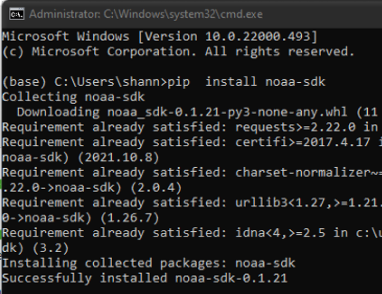 Administrator: C:\Windows\system32\cmd.exe
Microsoft Windows [Version 10.0.22000.493]
(c) Microsoft Corporation. All rights reserved.
(base) C:\Users\shann>pip  install noaa-sdk
Collecting noaa-sdk
  Downloading noaa_sdk-0.1.21-py3-none-any.whl (11
Requirement already satisfied: requests>=2.22.0 in
Requirement already satisfied: certifi>=2017.4.17 i
noaa-sdk) (2021.10.8)
Requirement already satisfied: charset-normalizer~=
.22.0->noaa-sdk) (2.0.4)
Requirement already satisfied: urllib3<1.27,>=1.21.
0->noaa-sdk) (1.26.7)
Requirement already satisfied: idna<4,>=2.5 in c:\u
dk) (3.2)
Installing collected packages: noaa-sdk
Successfully installed noaa-sdk-0.1.21